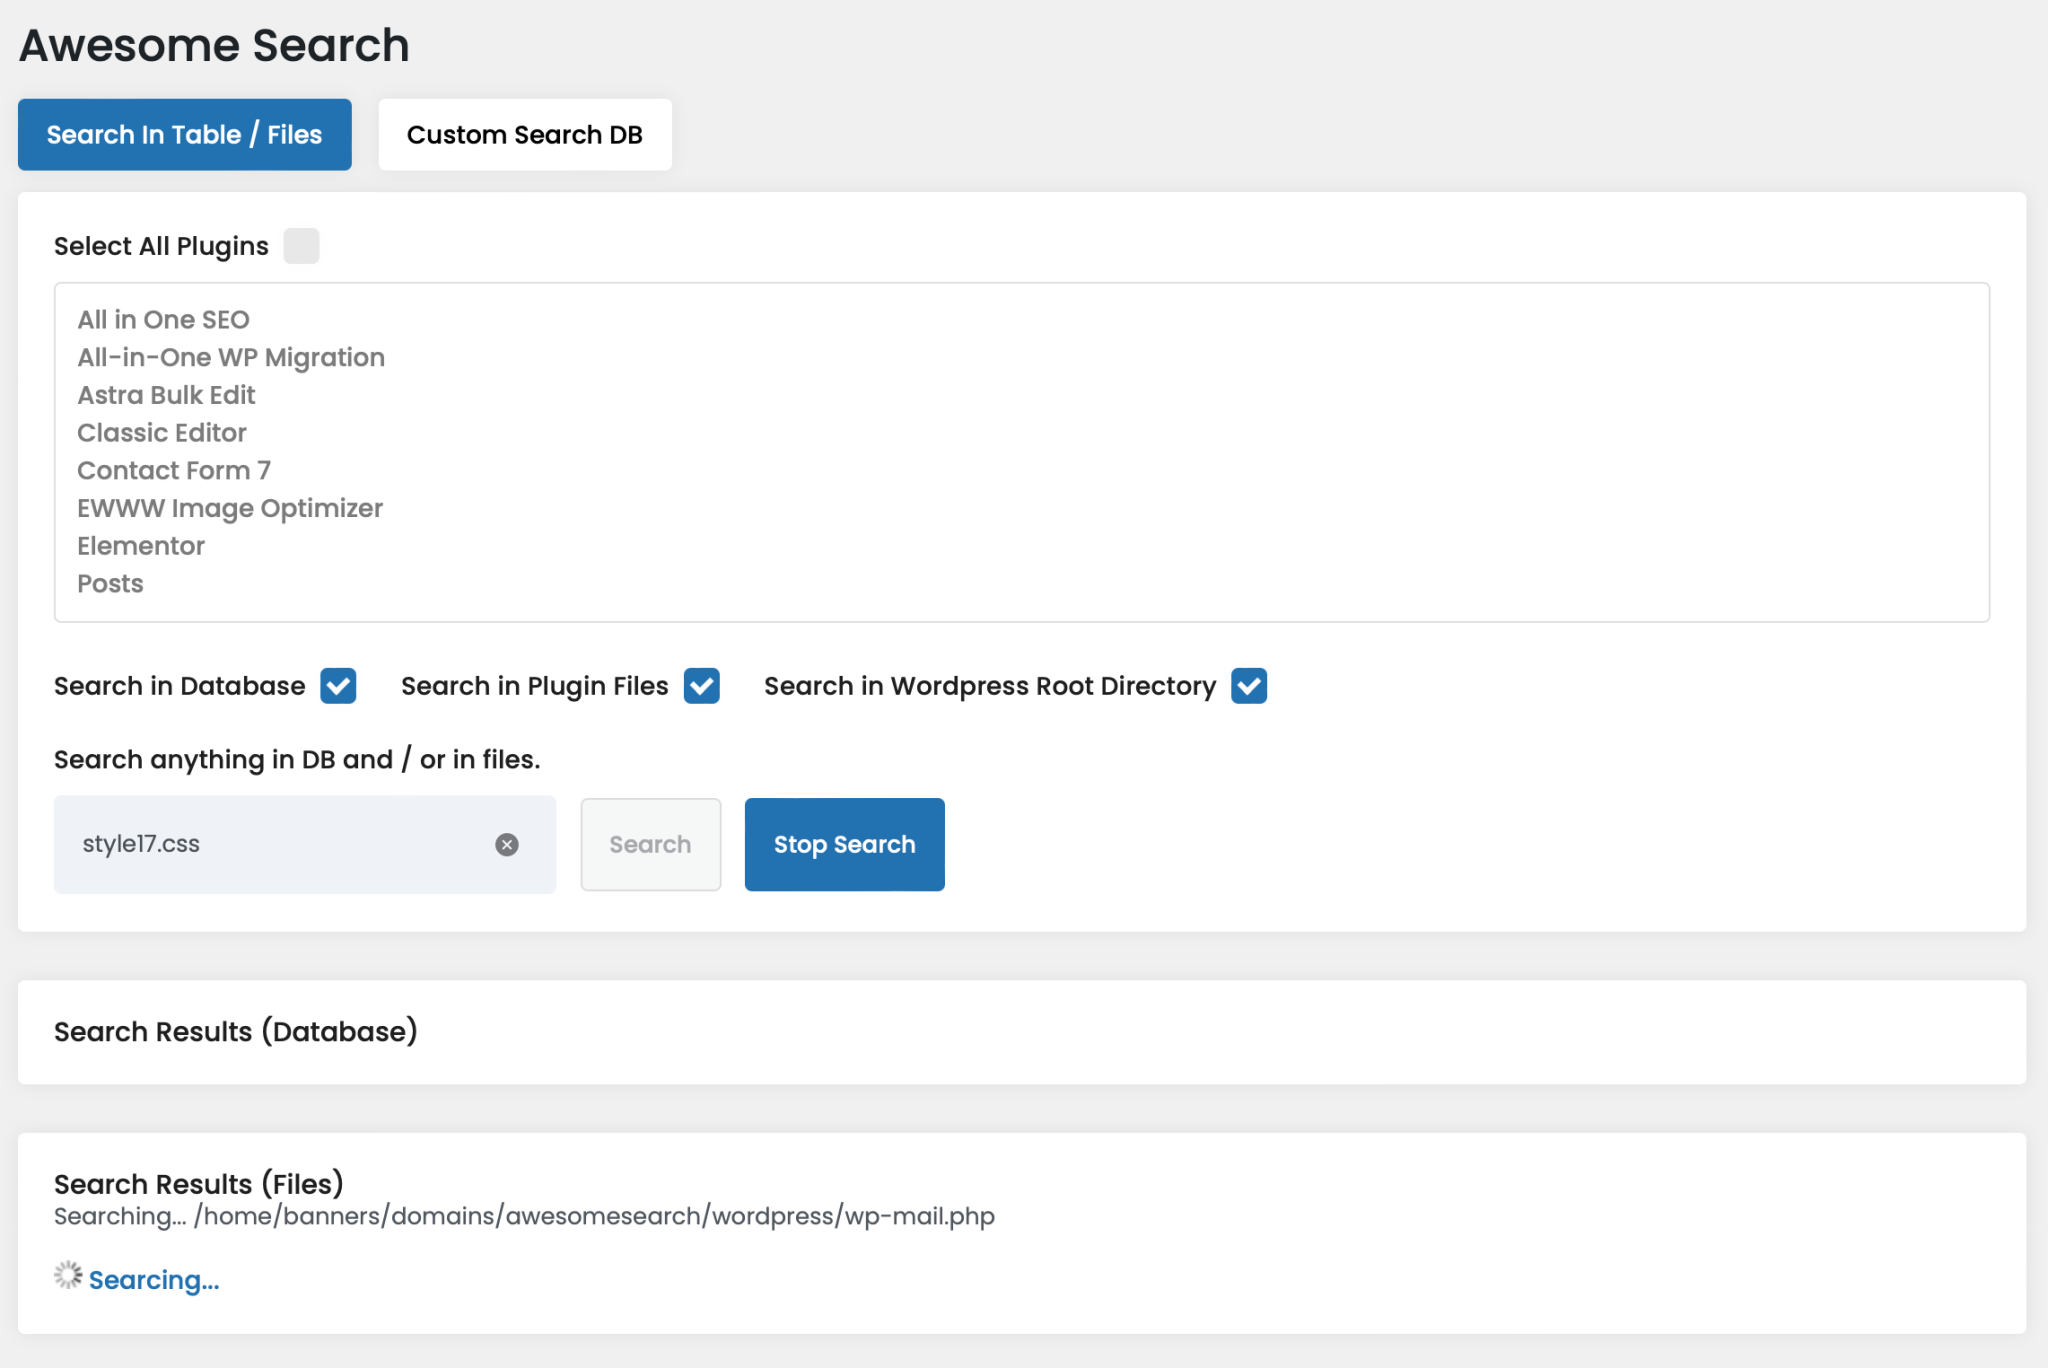 Awesome Search
Search In Table / Files
Custom Search DB
Select All Plugins
All in One SEO
All-in-One WP Migration
Astra Bulk Edit
Classic Editor
Contact Form 7
EWWW Image Optimizer
Elementor
Posts
Search in Database
Search in Plugin Files
Search in Wordpress Root Directory
Search anything in DB and / or in files.
style17.css
Search
Stop Search
Search Results (Database)
Search Results (Files)
Searching... /home/banners/domains/awesomesearch/wordpress/wp-mail.php
Searcing...